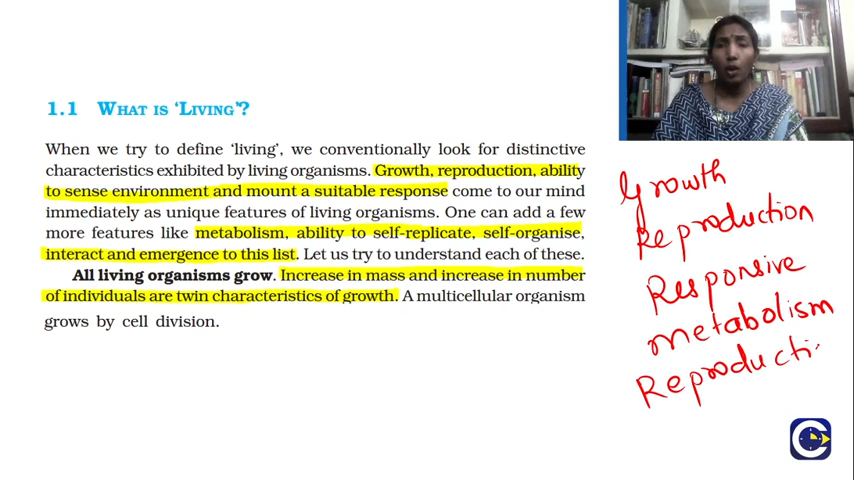 1.1 WHAT IS ‘LIVING’?
When we try to define ‘living’, we conventionally look for distinctive
characteristics exhibited by living organisms. Growth, reproduction, ability
to sense environment and mount a suitable response come to our mind
immediately as unique features of living organisms. One can add a few
more features like metabolism, ability to self-replicate, self-organise,
interact and emergence to this list. Let us try to understand each of these.
All living organisms grow. Increase in mass and increase in number
of individuals are twin characteristics of growth. A multicellular organism
grows by cell division.
Growth
Reproduction
Responsive
metabolism
Reproducti